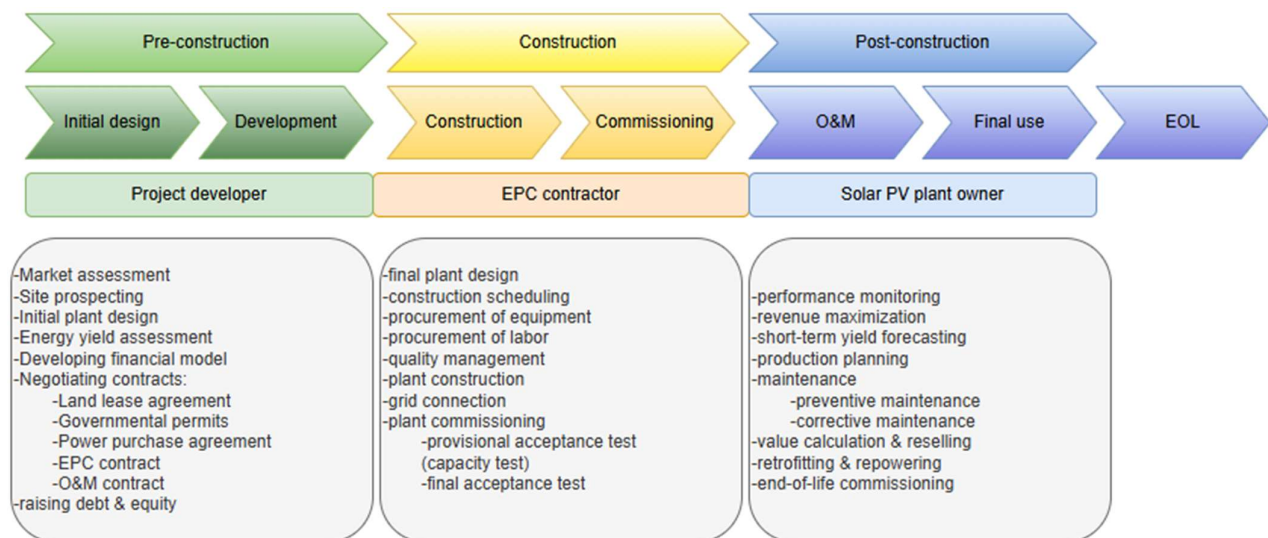 Pre-construction
Construction
Post-construction
Initial design
Development
Construction
Commissioning
O&M
Final use
EOL
Project developer
EPC contractor
Solar PV plant owner
-Market assessment
-Site prospecting
-Initial plant design
-Energy yield assessment
-Developing financial model
-Negotiating contracts:
-Land lease agreement
-Governmental permits
-Power purchase agreement
-EPC contract
-O&M contract
-raising debt & equity
-final plant design
-construction scheduling
-procurement of equipment
-procurement of labor
-quality management
-plant construction
-grid connection
-plant commissioning
-provisional acceptance test
(capacity test)
-final acceptance test
-performance monitoring
-revenue maximization
-short-term yield forecasting
-production planning
-maintenance
-preventive maintenance
-corrective maintenance
-value calculation & reselling
-retrofitting & repowering
-end-of-life commissioning